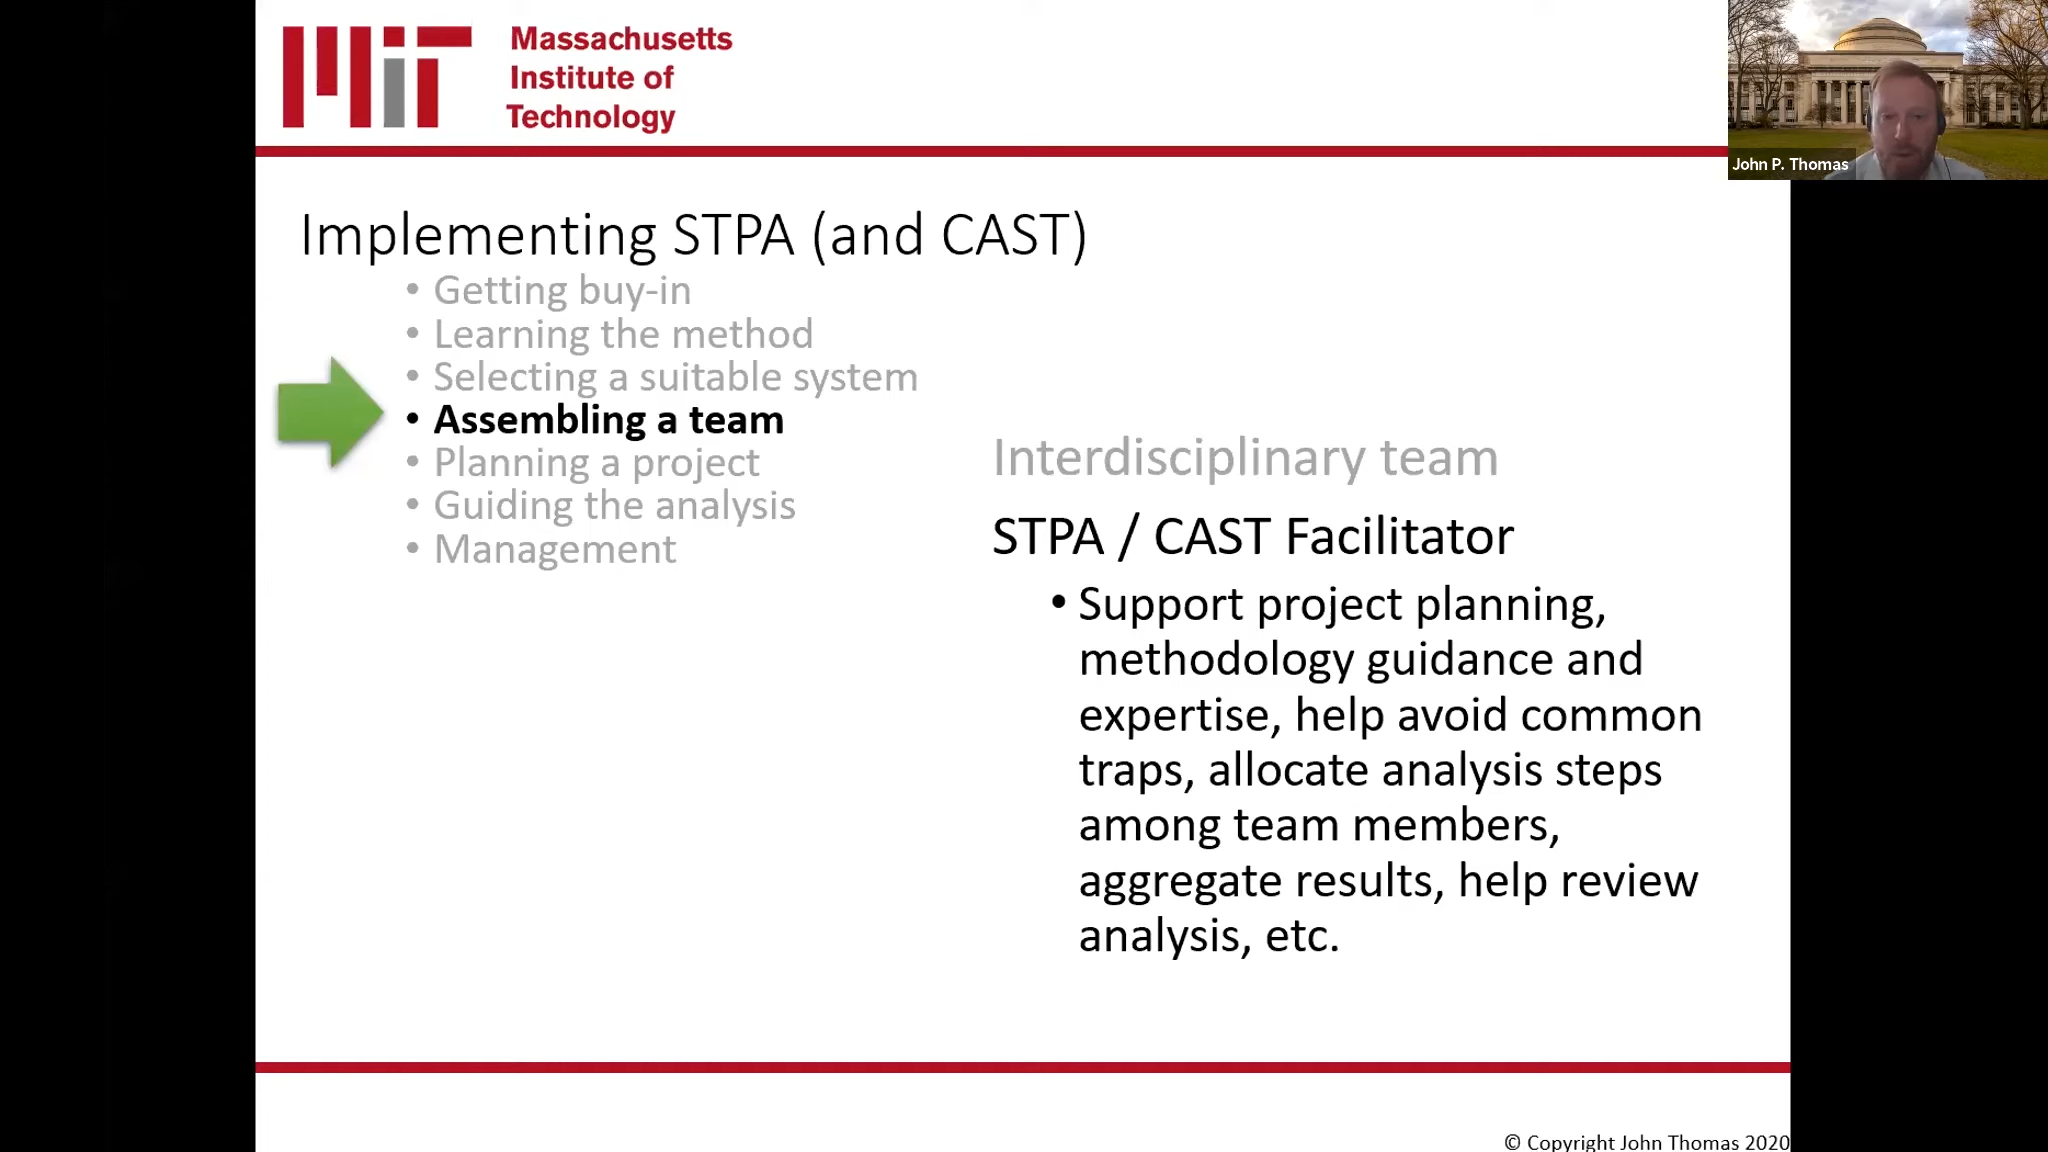 MIT
Massachusetts
Institute of
Technology
John P. Thomas
Implementing STPA (and CAST)
• Getting buy-in
• Learning the method
• Selecting a suitable system
• Assembling a team
• Planning a project
• Guiding the analysis
• Management
Interdisciplinary team
STPA / CAST Facilitator
• Support project planning,
methodology guidance and
expertise, help avoid common
traps, allocate analysis steps
among team members,
aggregate results, help review
analysis, etc.
© Copyright John Thomas 2020